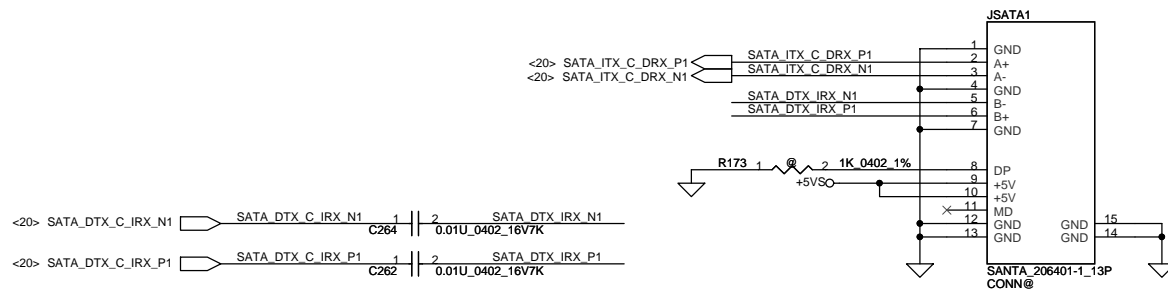 JSATA1
1 GND
<20> SATA_ITX_C_DRX_P1 SATA_ITX_C_DRX_P1 2 A+
<20> SATA_ITX_C_DRX_N1 SATA_ITX_C_DRX_N1 3 A-
4 GND
SATA_DTX_IRX_N1 5 B-
SATA_DTX_IRX_P1 6 B+
7 GND
R173 1 @ 2 1K_0402_1% 8 DP
+5VS 9 +5V
10 +5V
11 MD
12 GND GND 15
13 GND GND 14
SANTA_206401-1_13P
CONN@
<20> SATA_DTX_C_IRX_N1 SATA_DTX_C_IRX_N1 1 2 SATA_DTX_IRX_N1
C264 0.01U_0402_16V7K
<20> SATA_DTX_C_IRX_P1 SATA_DTX_C_IRX_P1 1 2 SATA_DTX_IRX_P1
C262 0.01U_0402_16V7K